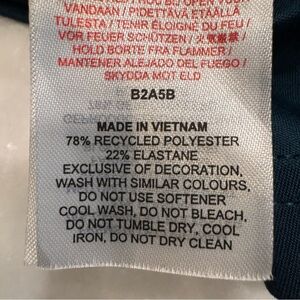 VANDAAN / PIDETTÄVÄ ETÄÄLLÄ
TULESTA / TENIR ÉLOIGNÉ DU FEU /
VOR FEUER SCHÜTZEN / 火気厳禁 /
HOLD BORTE FRA FLAMMER /
MANTENER ALEJADO DEL FUEGO /
SKYDDA MOT ELD
B2A5B
MADE IN VIETNAM
78% RECYCLED POLYESTER
22% ELASTANE
EXCLUSIVE OF DECORATION,
WASH WITH SIMILAR COLOURS,
DO NOT USE SOFTENER
COOL WASH, DO NOT BLEACH,
DO NOT TUMBLE DRY, COOL
IRON, DO NOT DRY CLEAN